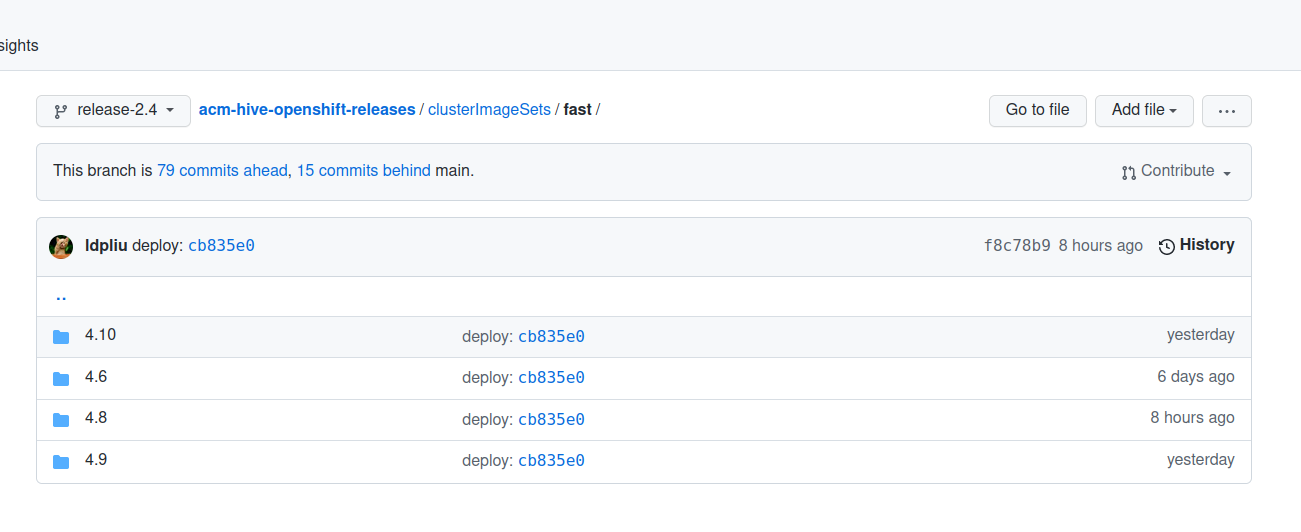 sights
release-2.4 acm-hive-openshift-releases / clusterImageSets / fast / Go to file Add file ...
This branch is 79 commits ahead, 15 commits behind main. Contribute
ldpliu deploy: cb835e0 f8c78b9 8 hours ago History
..
4.10 deploy: cb835e0 yesterday
4.6 deploy: cb835e0 6 days ago
4.8 deploy: cb835e0 8 hours ago
4.9 deploy: cb835e0 yesterday